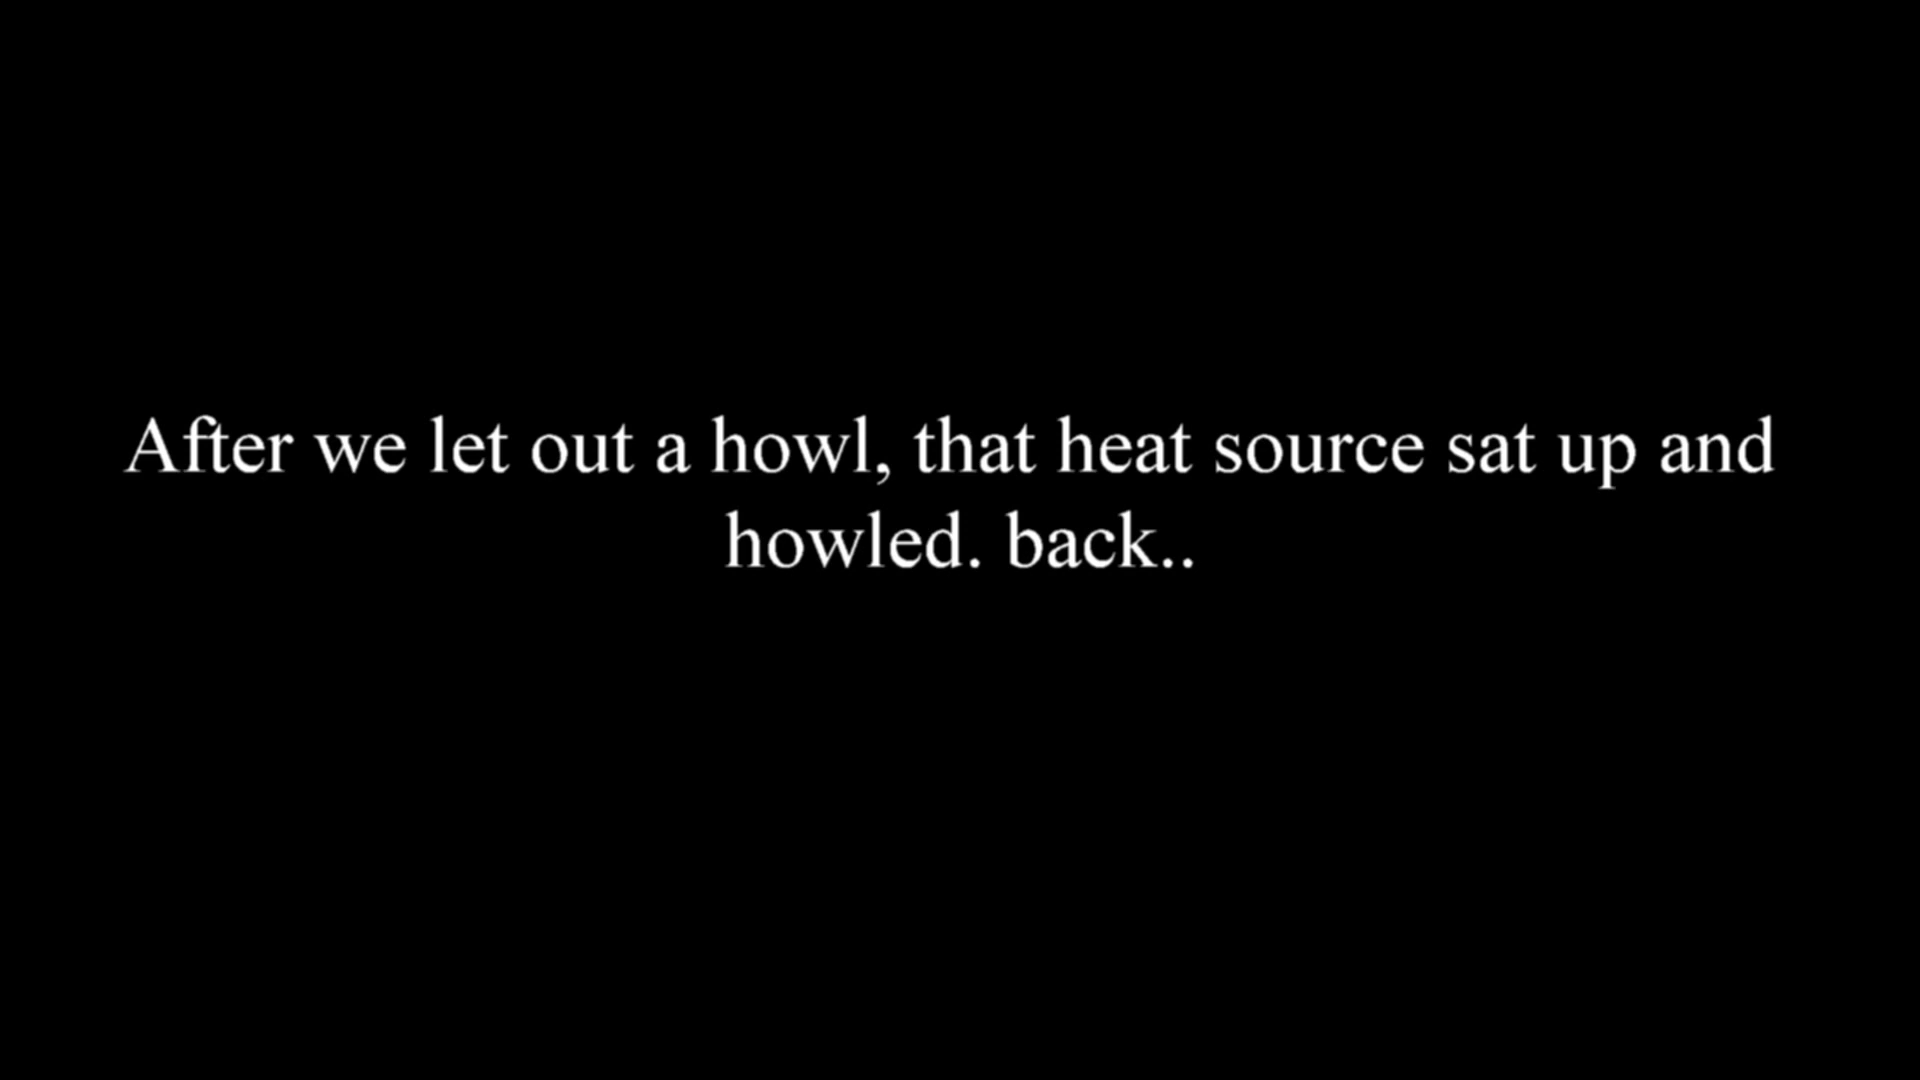 After we let out a howl, that heat source sat up and
howled. back..